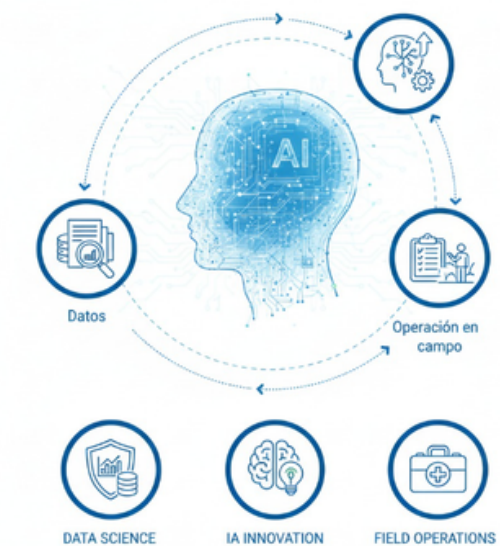 AI
Datos
Operación en
campo
DATA SCIENCE
IA INNOVATION
FIELD OPERATIONS